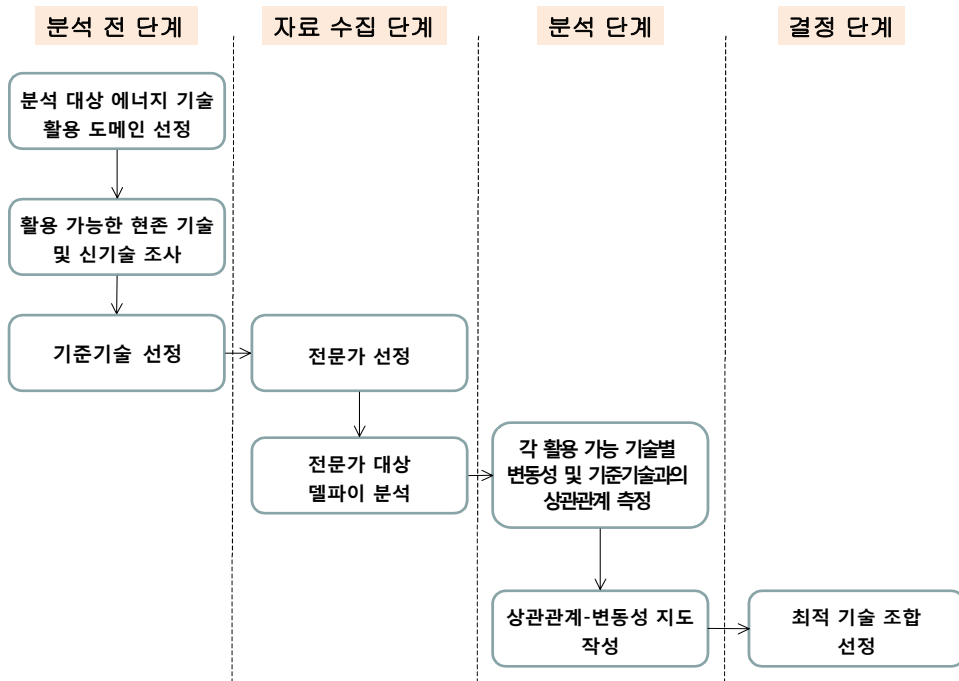 분석 전 단계
자료 수집 단계
분석 단계
결정 단계
분석 대상 에너지 기술
활용 도메인 선정
활용 가능한 현존 기술
및 신기술 조사
기준기술 선정
전문가 선정
전문가 대상
델파이 분석
각 활용 가능 기술별
변동성 및 기준기술과의
상관관계 측정
상관관계-변동성 지도
작성
최적 기술 조합
선정